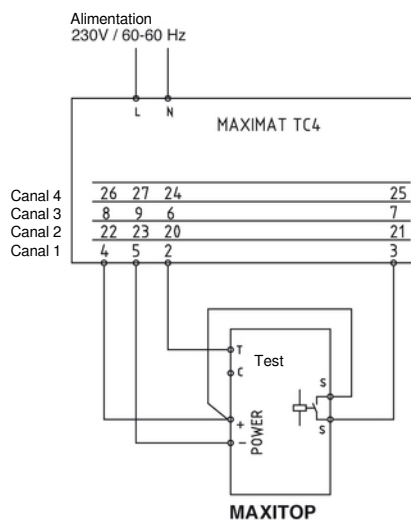 Alimentation
230V / 60-60 Hz
L N
MAXIMAT TC4
Canal 4 26 27 24 25
Canal 3 8 9 6 7
Canal 2 22 23 20 21
Canal 1 4 5 2 3
T Test
C
S
+
S
-
POWER
MAXITOP